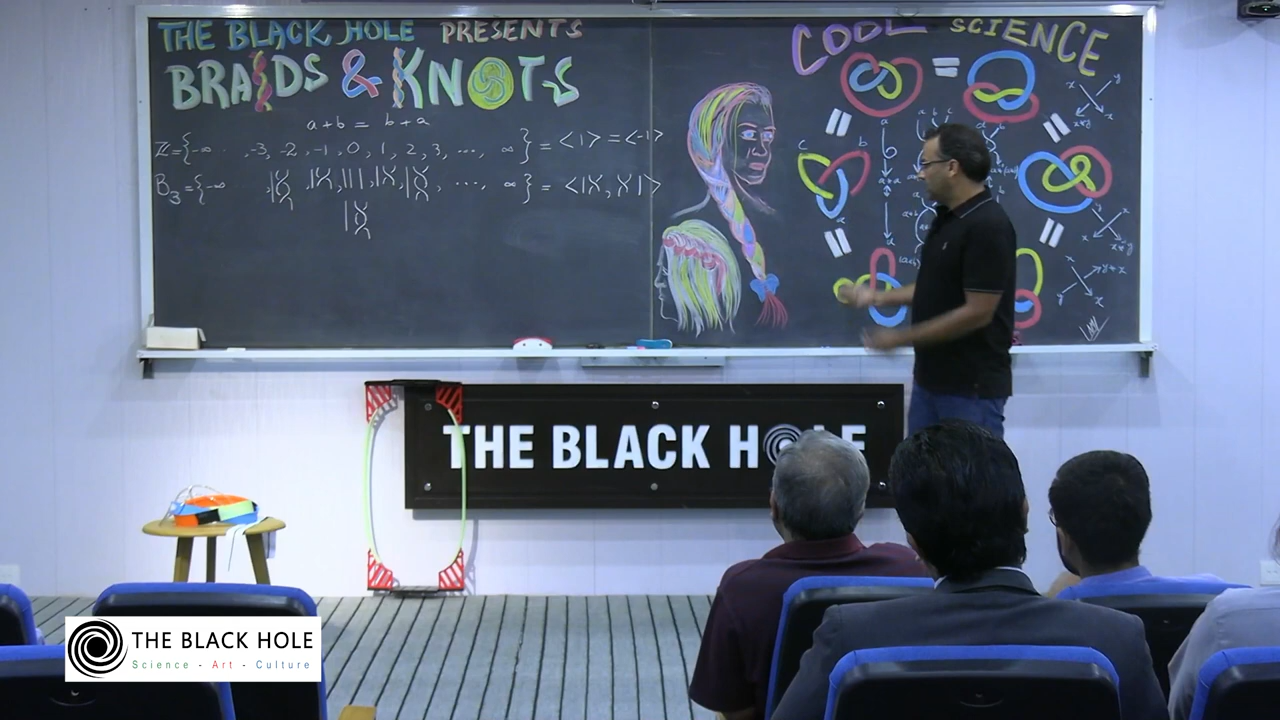 THE BLACK HOLE PRESENTS
BRAIDS & KNOTS
COOL SCIENCE
a+b = b+a
Z={-∞ , -3, -2, -1, 0, 1, 2, 3, ..., ∞} = <1> = <-1>
B₃={-∞
..., ∞} =
c
b
a
THE BLACK HOLE
THE BLACK HOLE
Science - Art - Culture